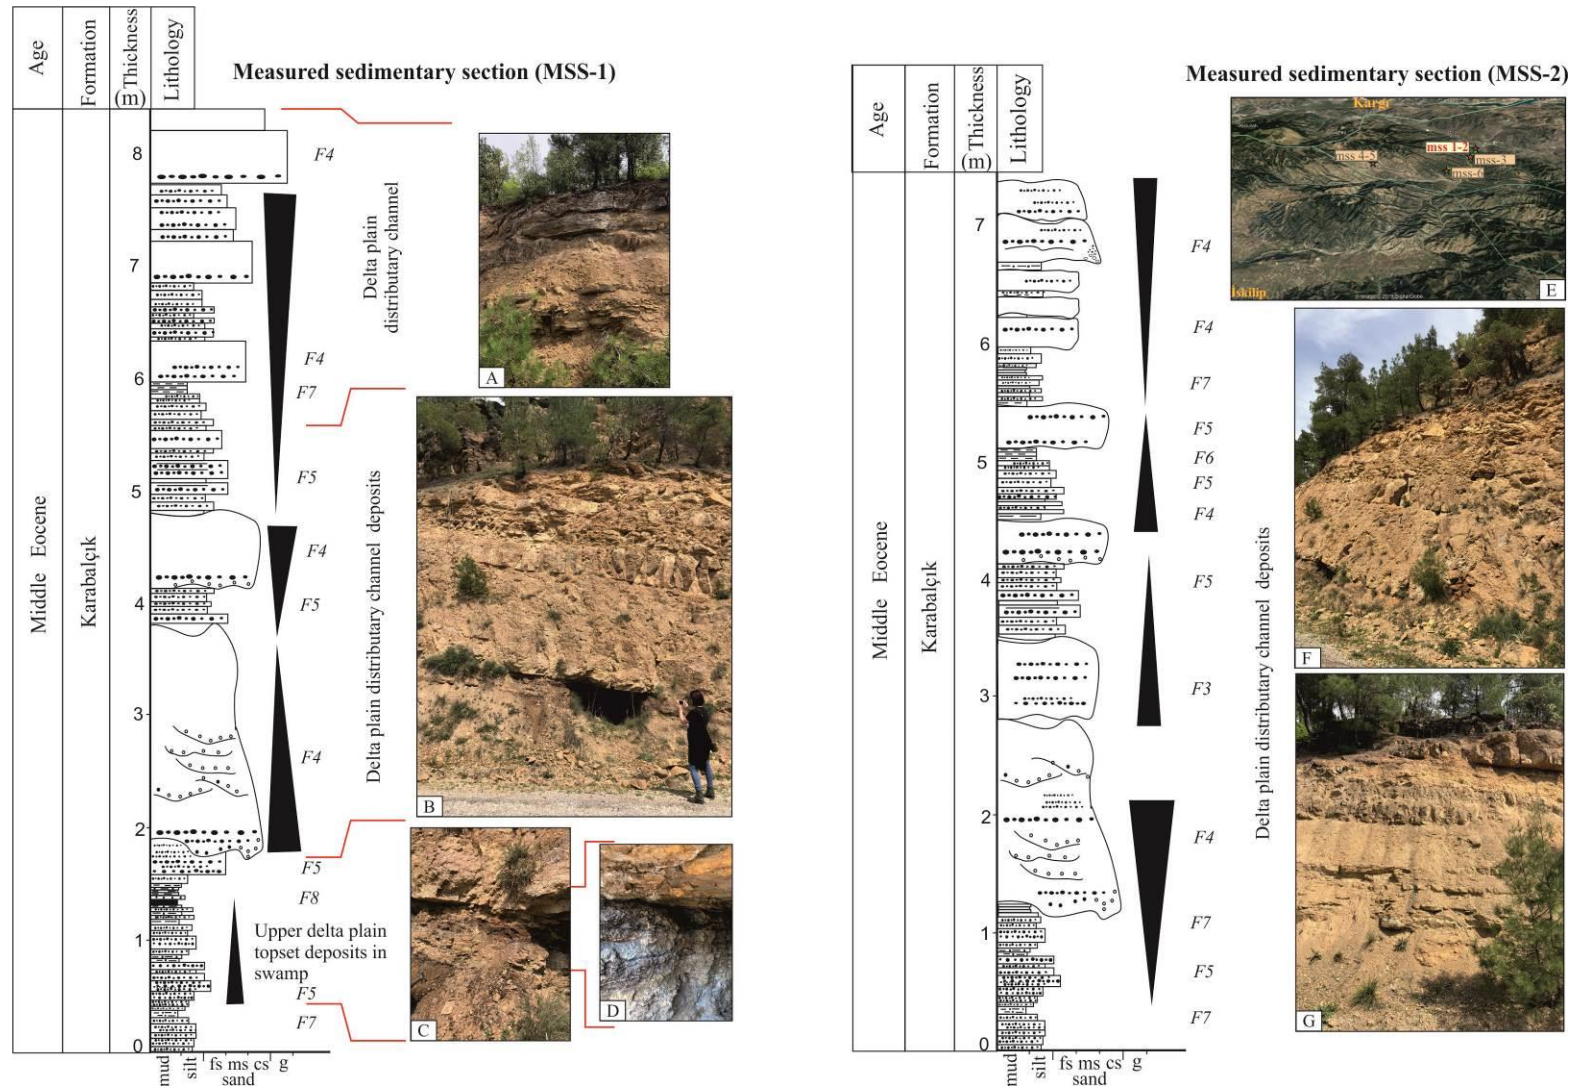 Measured sedimentary section (MSS-1)
Age
Formation
Thickness
(m)
Lithology
Middle Eocene
Karabalçık
8
7
6
5
4
3
2
1
0
mud
silt
fs ms cs g
sand
F4
F4
F7
F5
F4
F5
F4
F5
F8
F5
F7
Delta plain
distributary channel
Delta plain distributary channel deposits
Upper delta plain
topset deposits in
swamp
A
B
C
D
Measured sedimentary section (MSS-2)
Age
Formation
Thickness
(m)
Lithology
Middle Eocene
Karabalçık
7
6
5
4
3
2
1
0
mud
silt
fs ms cs g
sand
F4
F4
F7
F5
F6
F5
F4
F5
F3
F4
F7
F5
F7
Delta plain distributary channel deposits
Kargı
mss 4-5
mss 1-2
mss-3
mss-6
İskilip
E
F
G